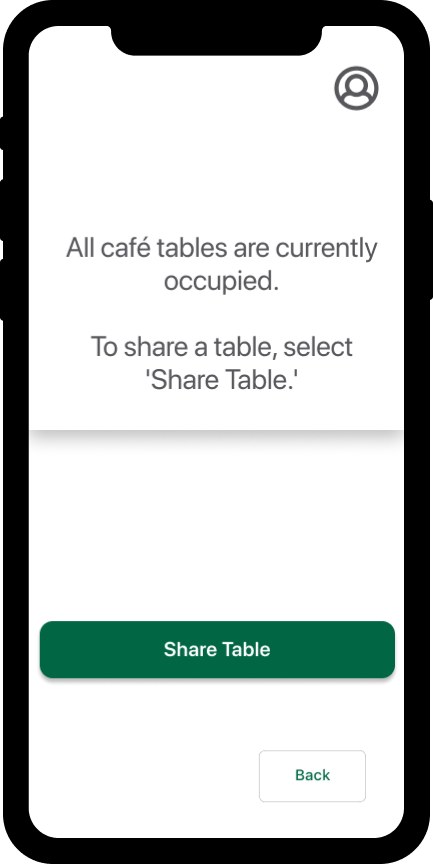 All café tables are currently
occupied.
To share a table, select
'Share Table.'
Share Table
Back